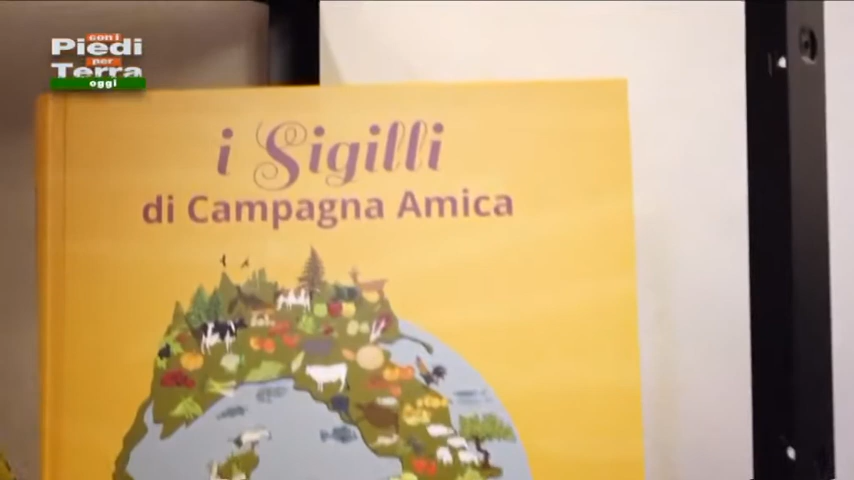 con i
Piedi
per
Terra
oggi
i Sigilli
di Campagna Amica